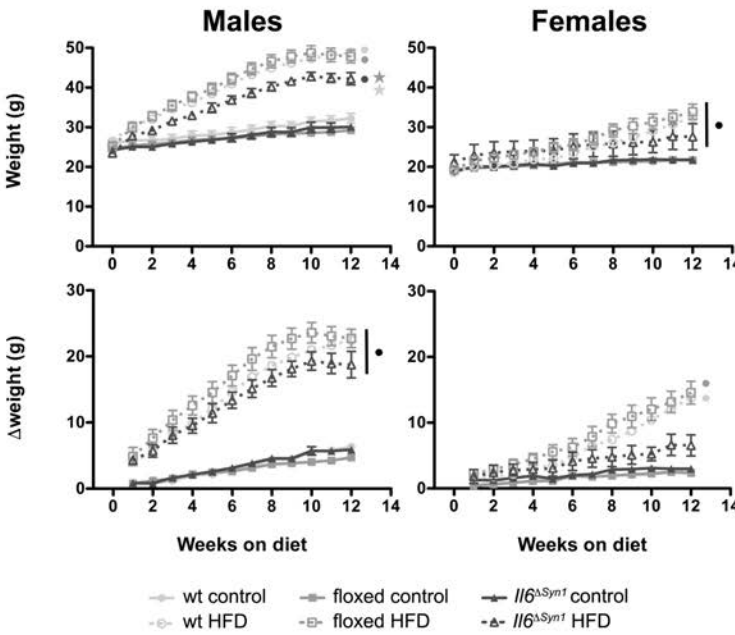 Males
Females
Weight (g)
50
40
30
20
10
0
0 2 4 6 8 10 12 14
50
40
30
20
10
0
0 2 4 6 8 10 12 14
Δweight (g)
30
20
10
0
0 2 4 6 8 10 12 14
30
20
10
0
0 2 4 6 8 10 12 14
Weeks on diet
Weeks on diet
wt control
floxed control
Il6ΔSyn1 control
wt HFD
floxed HFD
Il6ΔSyn1 HFD